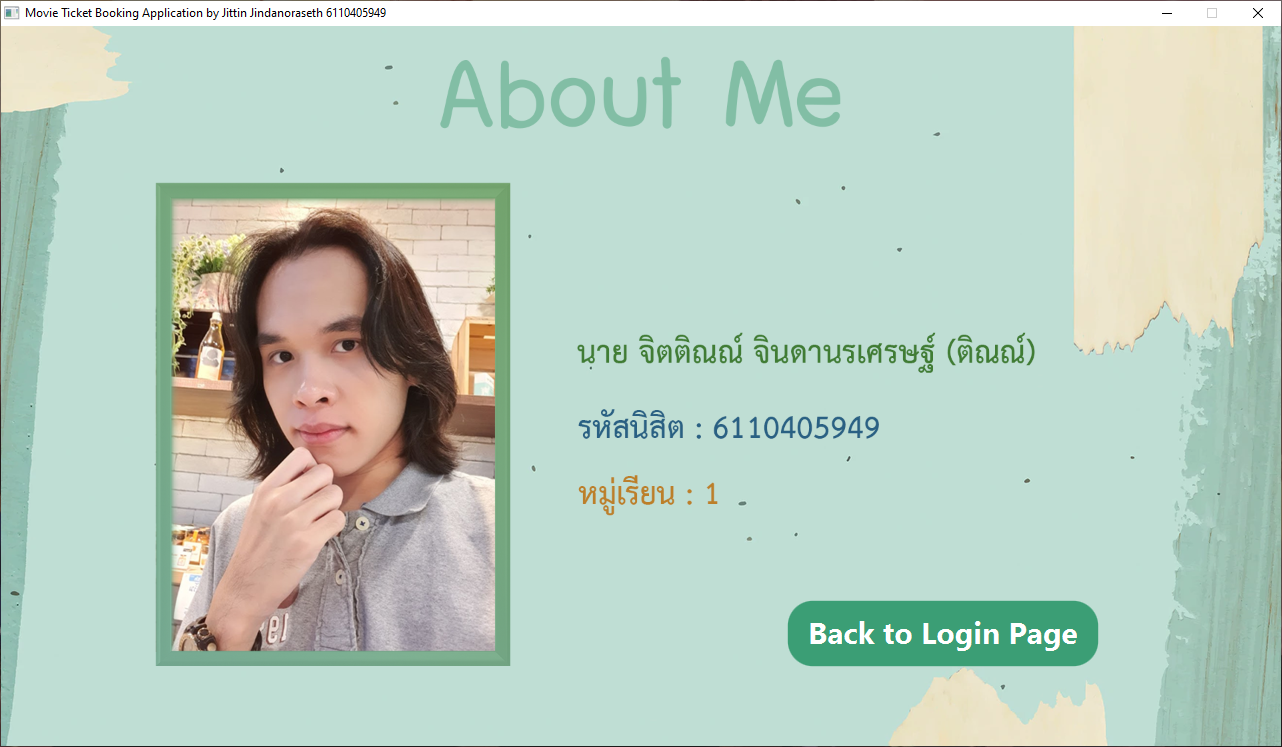 Movie Ticket Booking Application by Jittin Jindanoraseth 6110405949
About Me
นาย จิตติณณ์ จินดานรเศรษฐ์ (ติณณ์)
รหัสนิสิต : 6110405949
หมู่เรียน : 1
Back to Login Page